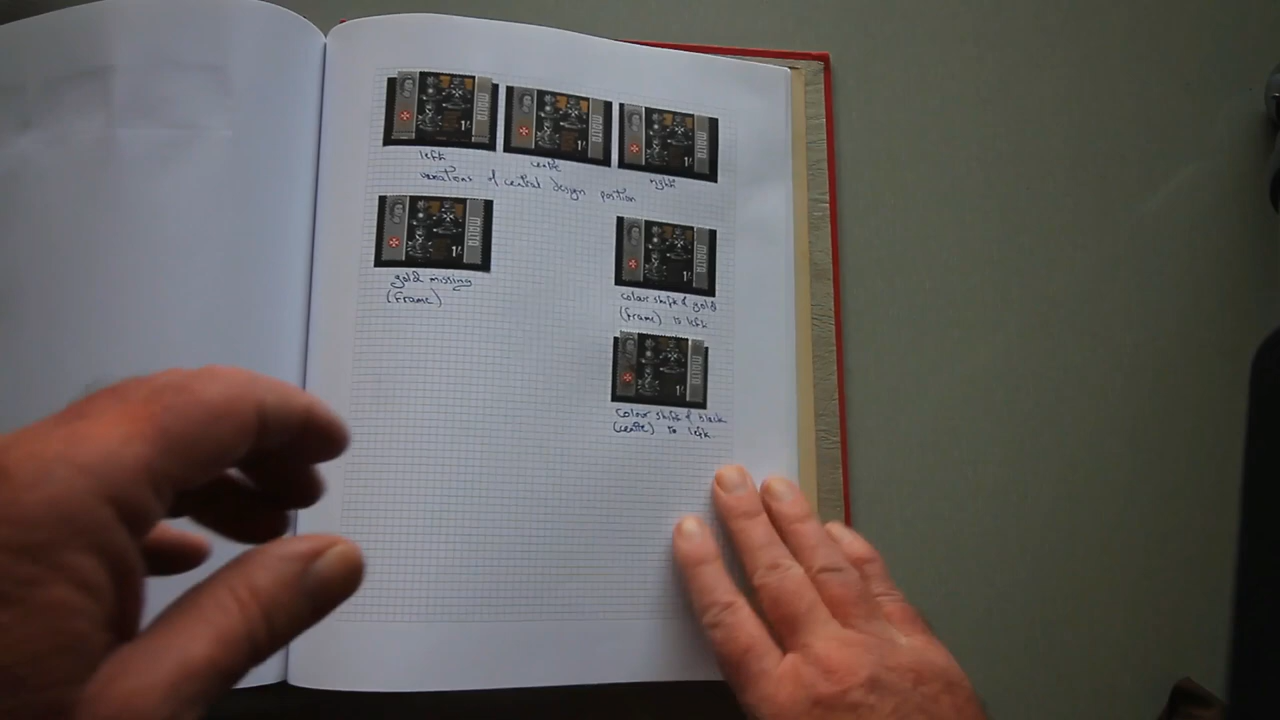 MALTA 1/-
MALTA 1/-
MALTA 1/-
left
centre
right
variations of central design position
MALTA 1/-
MALTA 1/-
gold missing
(frame)
colour shift of gold
(frame) to left
MALTA 1/-
colour shift of black
(centre) to left.